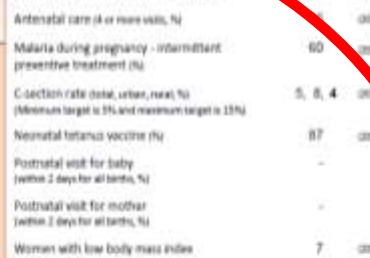 Antenatal care (4 or more visits, %)
Malaria during pregnancy - intermittent 60
preventive treatment (%)
C-section rate (total, urban, rural, %) 5, 8, 4
(Minimum target is 5% and maximum target is 15%)
Neonatal tetanus vaccine (%) 87
Postnatal visit for baby -
(within 2 days for all births, %)
Postnatal visit for mother -
(within 2 days for all births, %)
Women with low body mass index 7